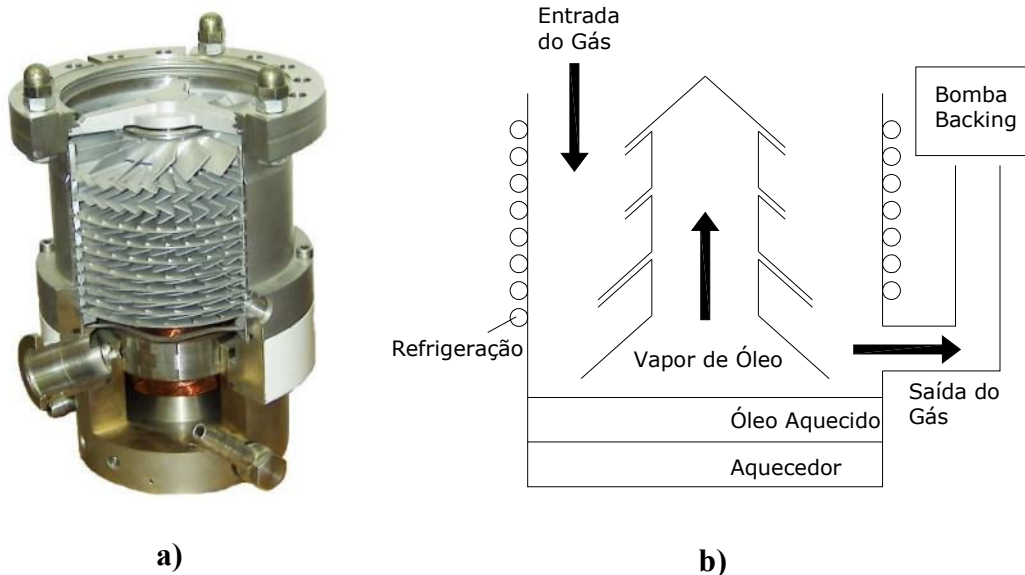 Entrada
do Gás
Bomba
Backing
Refrigeração
Vapor de Óleo
Saída do
Gás
Óleo Aquecido
Aquecedor
a)
b)